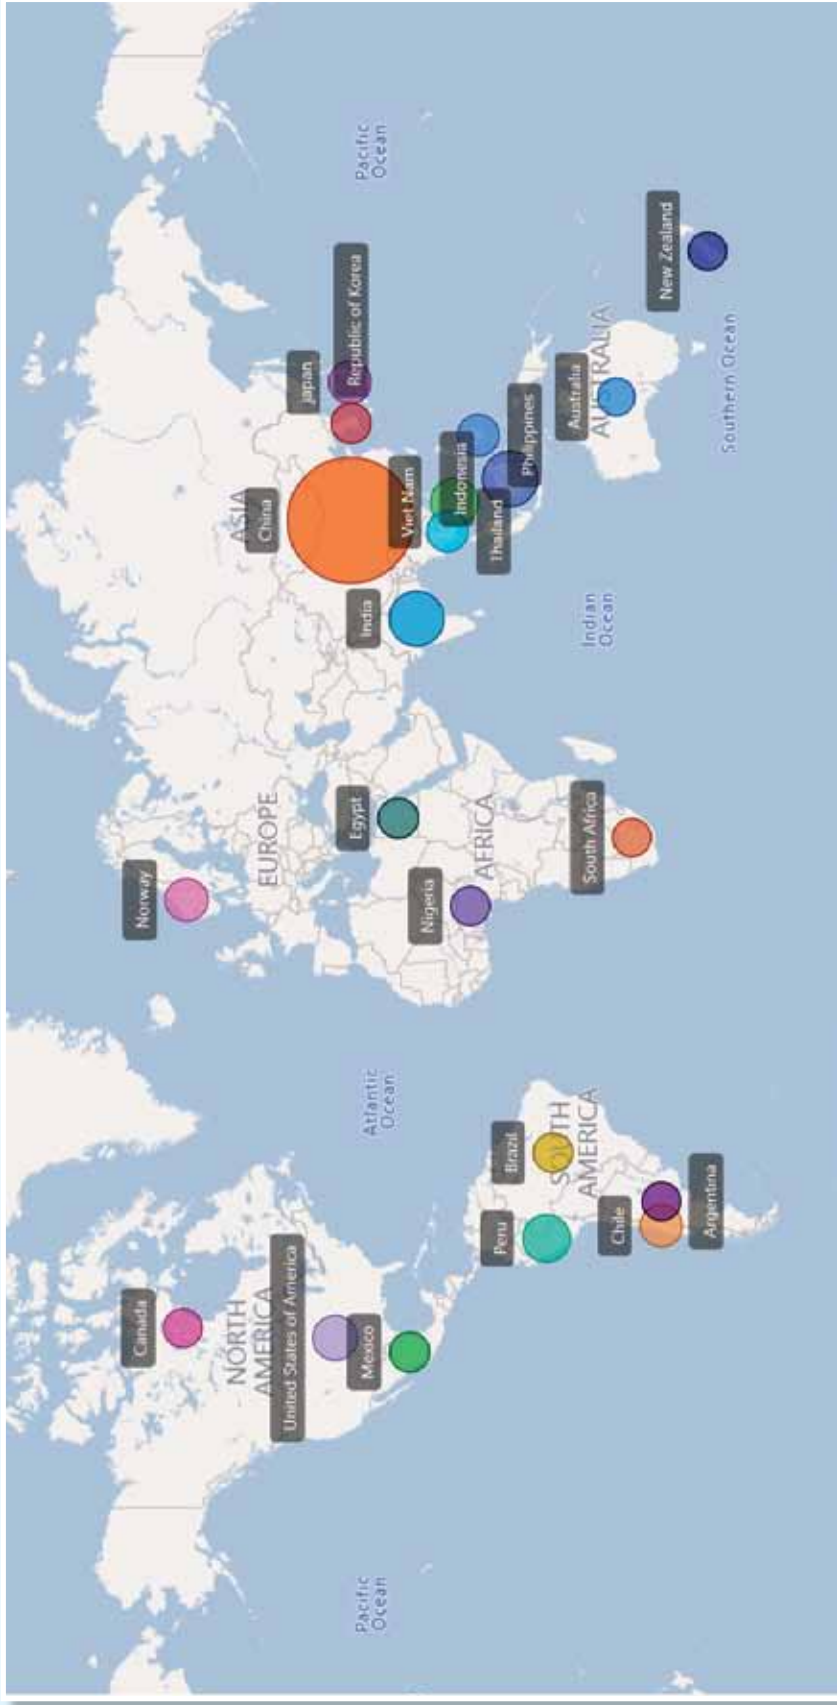 Canada
Norway
NORTH
AMERICA
United States of America
Mexico
EUROPE
ASIA
China
Japan
Republic of Korea
Egypt
India
Viet Nam
Pacific
Ocean
Atlantic
Ocean
Pacific
Ocean
Nigeria
AFRICA
Indonesia
Thailand
Philippines
Peru
Brazil
SOUTH
AMERICA
Chile
Argentina
South Africa
Indian
Ocean
Australia
AUSTRALIA
New Zealand
Southern Ocean